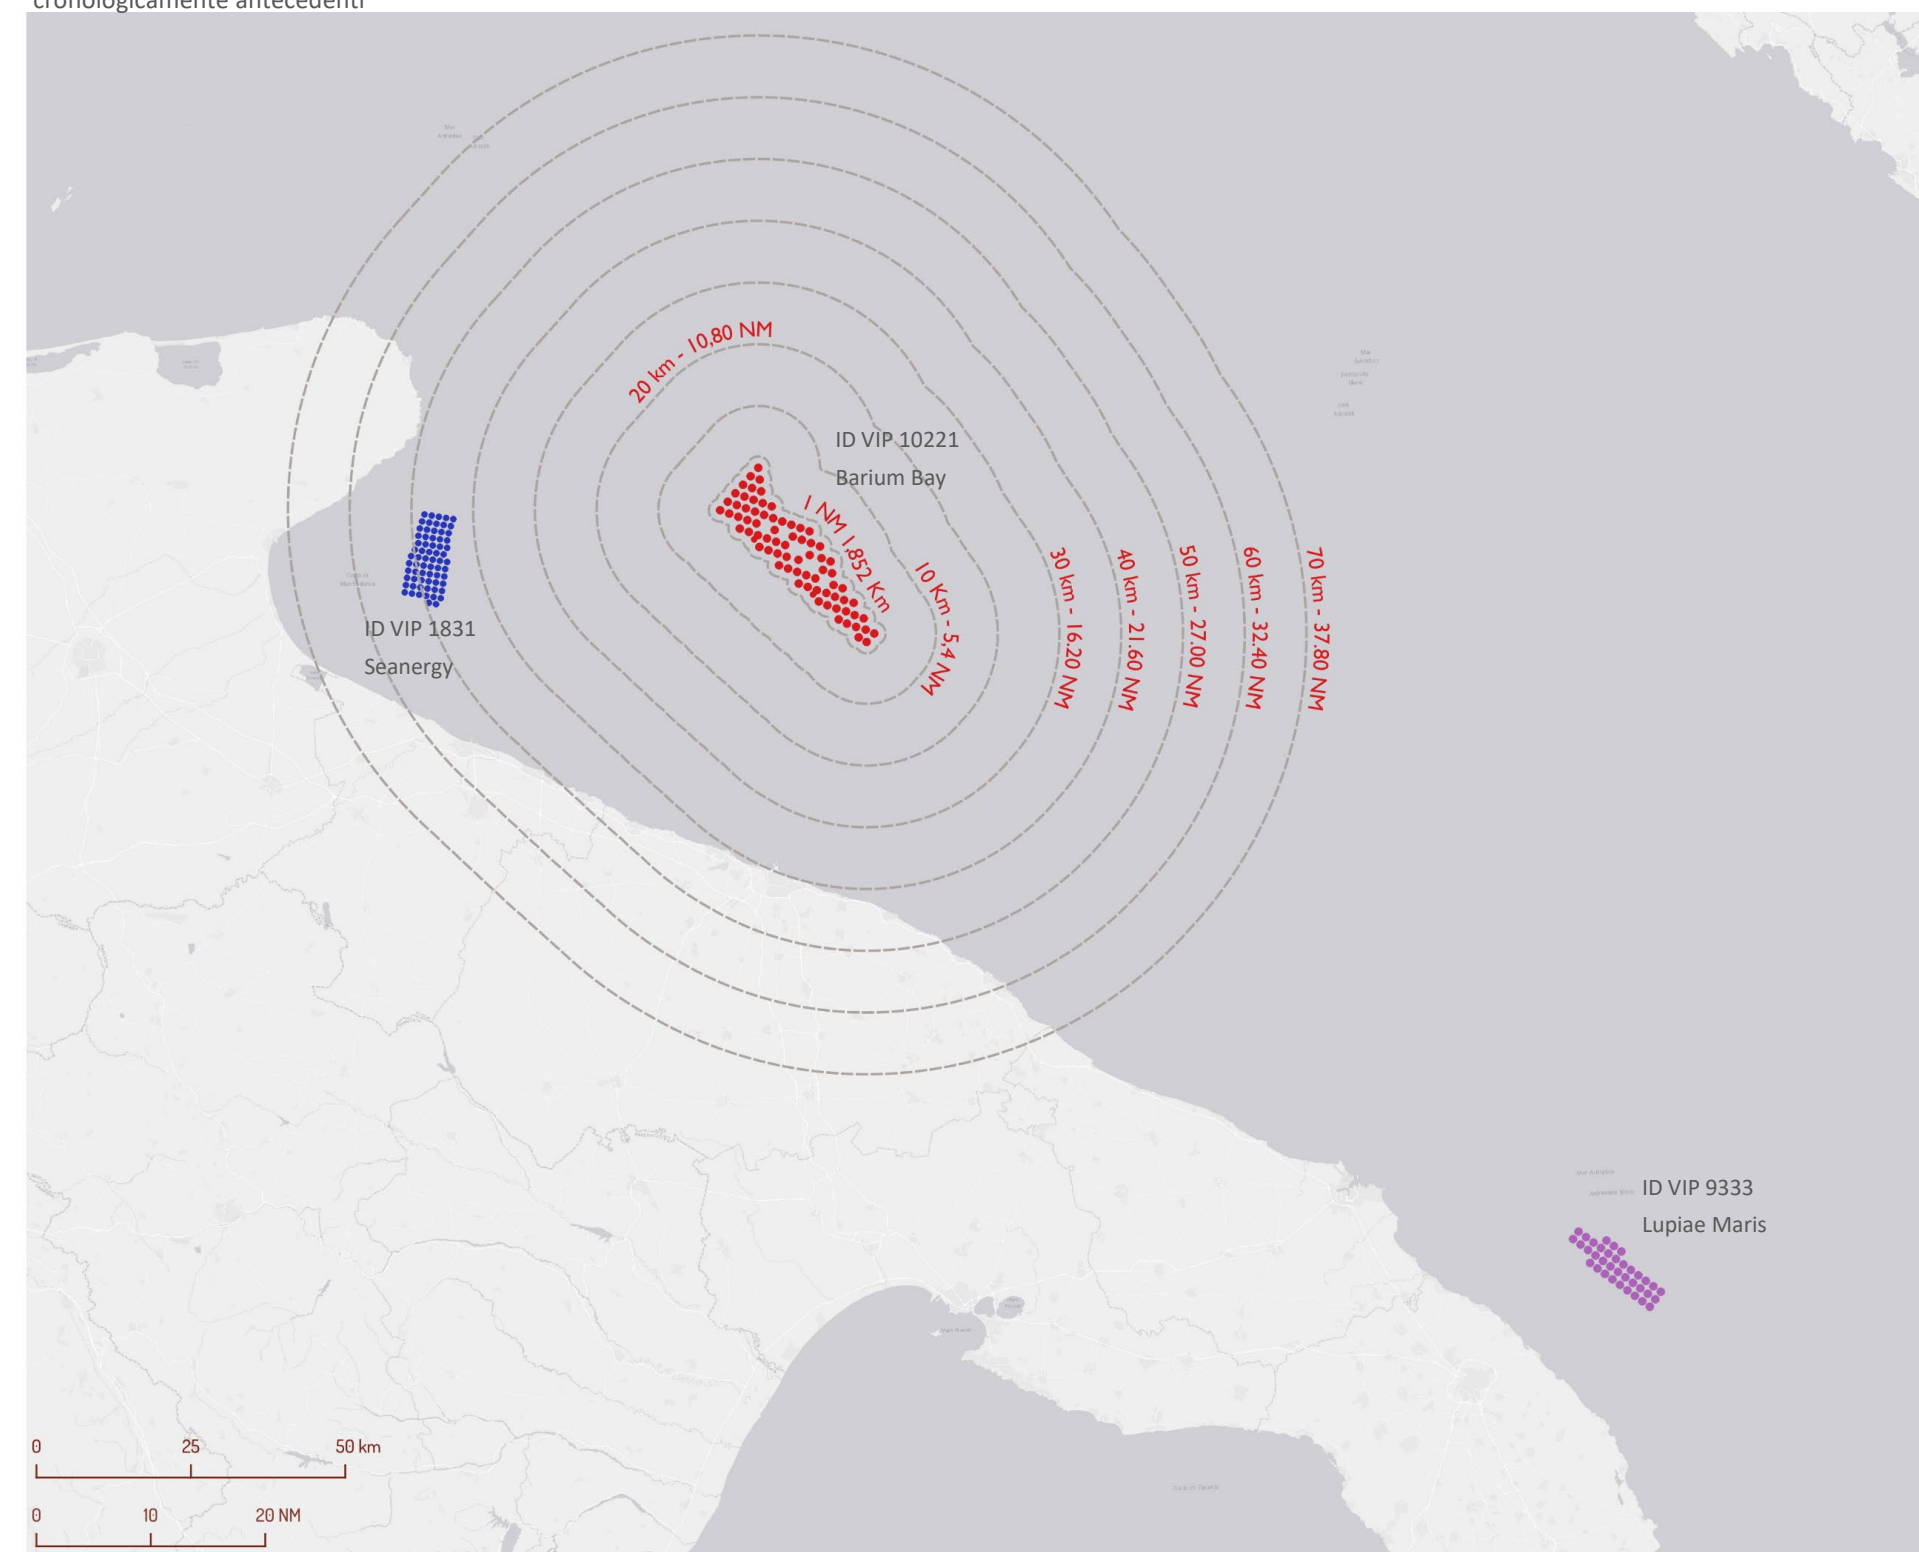 cronologicamente antecedenti
20 km - 10,80 NM
ID VIP 10221
Barium Bay
1 NM 1,852 Km
10 Km - 5,4 NM
30 km - 16.20 NM
40 km - 21.60 NM
50 km - 27.00 NM
60 km - 32.40 NM
70 km - 37.80 NM
ID VIP 1831
Seanergy
ID VIP 9333
Lupiae Maris
0 25 50 km
0 10 20 NM